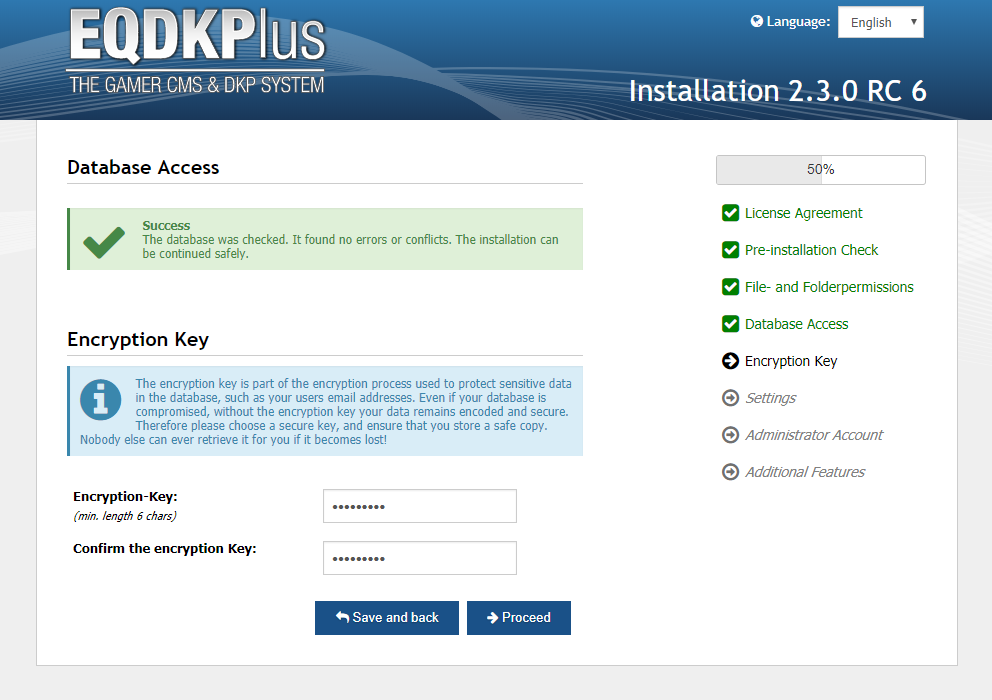 EQDKPlus
THE GAMER CMS & DKP SYSTEM
Language:
English
Installation 2.3.0 RC 6
Database Access
Success
The database was checked. It found no errors or conflicts. The installation can
be continued safely.
Encryption Key
The encryption key is part of the encryption process used to protect sensitive data
in the database, such as your users email addresses. Even if your database is
compromised, without the encryption key your data remains encoded and secure.
Therefore please choose a secure key, and ensure that you store a safe copy.
Nobody else can ever retrieve it for you if it becomes lost!
Encryption-Key:
(min. length 6 chars)
•••••••••
Confirm the encryption Key:
•••••••••
Save and back
Proceed
50%
License Agreement
Pre-installation Check
File- and Folderpermissions
Database Access
Encryption Key
Settings
Administrator Account
Additional Features